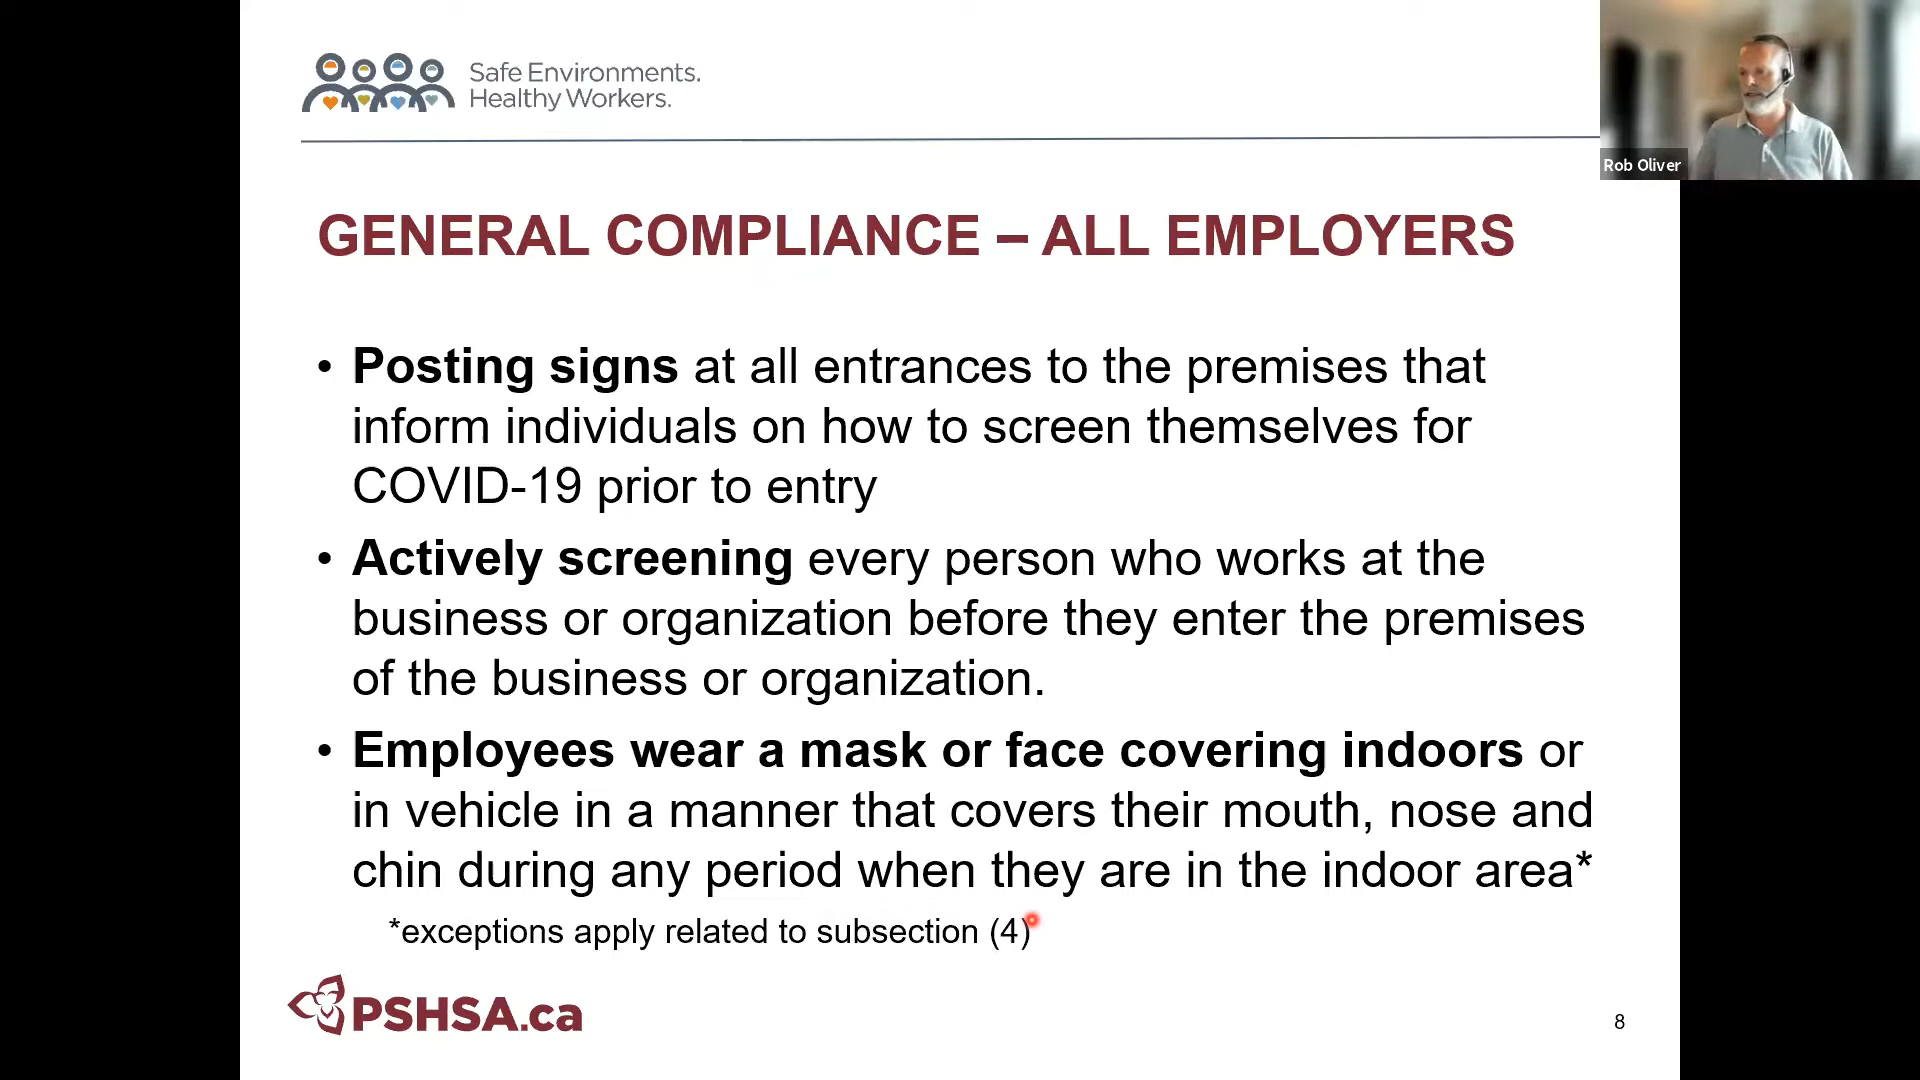 Safe Environments.
Healthy Workers.
Rob Oliver
GENERAL COMPLIANCE – ALL EMPLOYERS
• Posting signs at all entrances to the premises that
inform individuals on how to screen themselves for
COVID-19 prior to entry
• Actively screening every person who works at the
business or organization before they enter the premises
of the business or organization.
• Employees wear a mask or face covering indoors or
in vehicle in a manner that covers their mouth, nose and
chin during any period when they are in the indoor area*
*exceptions apply related to subsection (4)
PSHSA.ca
8